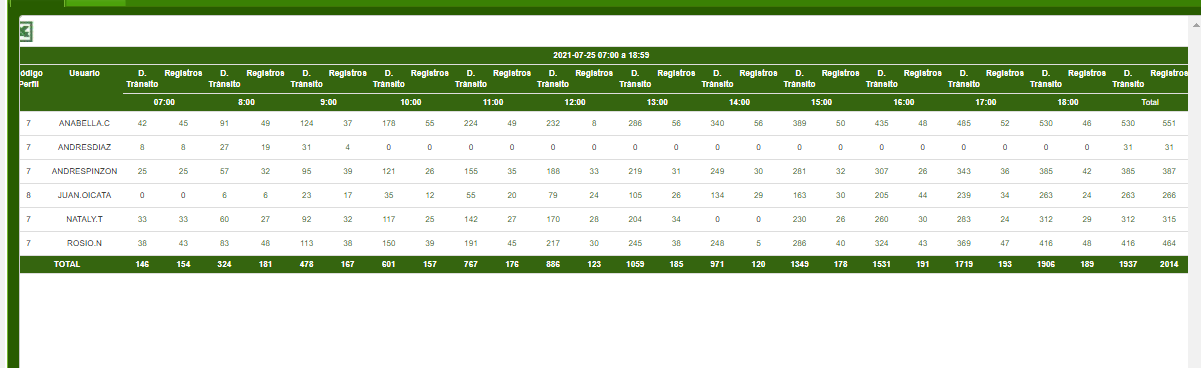 2021-07-25 07:00 a 18:59
ódigo Usuario D. Registros D. Registros D. Registros D. Registros D. Registros D. Registros D. Registros D. Registros D. Registros D. Registros D. Registros D. Registros D. Registros
Perfil Tránsito Tránsito Tránsito Tránsito Tránsito Tránsito Tránsito Tránsito Tránsito Tránsito Tránsito Tránsito Tránsito
07:00 8:00 9:00 10:00 11:00 12:00 13:00 14:00 15:00 16:00 17:00 18:00 Total
7 ANABELLA.C 42 45 91 49 124 37 178 55 224 49 232 8 286 56 340 56 389 50 435 48 485 52 530 46 530 551
7 ANDRESDIAZ 8 8 27 19 31 4 0 0 0 0 0 0 0 0 0 0 0 0 0 0 0 0 0 0 31 31
7 ANDRESPINZON 25 25 57 32 95 39 121 26 155 35 188 33 219 31 249 30 281 32 307 26 343 36 385 42 385 387
8 JUAN.OICATA 0 0 6 6 23 17 35 12 55 20 79 24 105 26 134 29 163 30 205 44 239 34 263 24 263 266
7 NATALY.T 33 33 60 27 92 32 117 25 142 27 170 28 204 34 0 0 230 26 260 30 283 24 312 29 312 315
7 ROSIO.N 38 43 83 48 113 38 150 39 191 45 217 30 245 38 248 5 286 40 324 43 369 47 416 48 416 464
TOTAL 146 154 324 181 478 167 601 157 767 176 886 123 1059 185 971 120 1349 178 1531 191 1719 193 1906 189 1937 2014